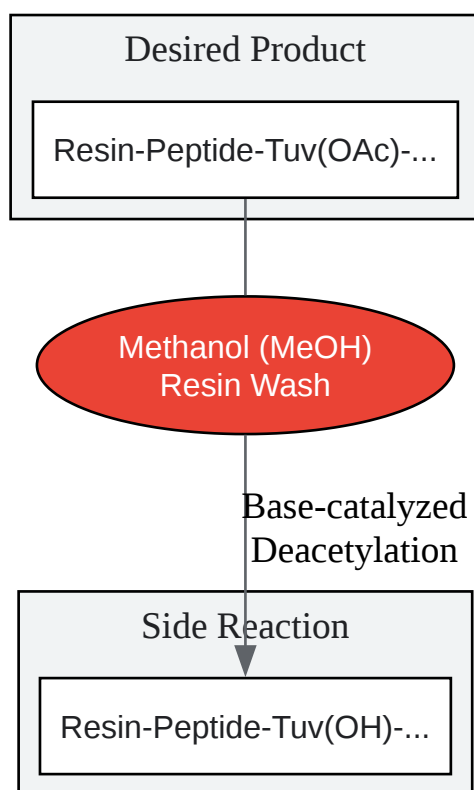 Desired Product
Resin-Peptide-Tuv(OAc)-...
Methanol (MeOH)
Resin Wash
Base-catalyzed
Deacetylation
Side Reaction
Resin-Peptide-Tuv(OH)-...